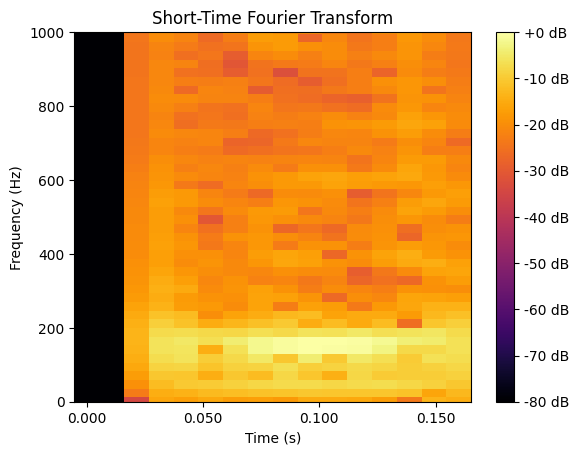 Short-Time Fourier Transform
1000
800
600
400
200
0
Frequency (Hz)
0.000
0.050
0.100
0.150
Time (s)
+0 dB
-10 dB
-20 dB
-30 dB
-40 dB
-50 dB
-60 dB
-70 dB
-80 dB